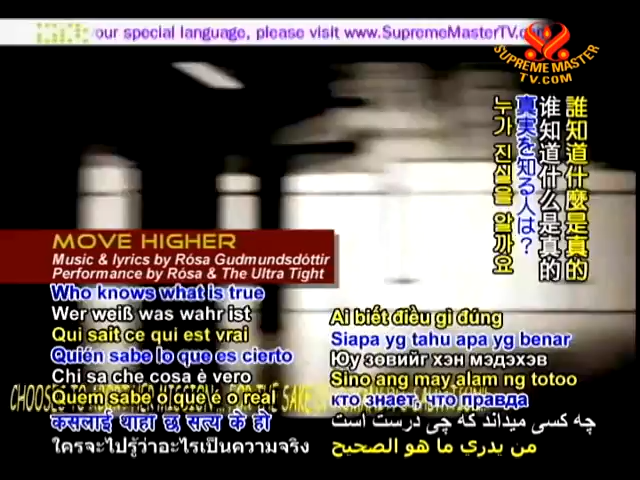 our special language, please visit www.SupremeMasterTV.com
SUPREME MASTER
TV.COM
誰知道什麼是真的
谁知道什么是真的
真実を知る人は?
누가 진실을 알까요
MOVE HIGHER
Music & lyrics by Rósa Gudmundsdóttir
Performance by Rósa & The Ultra Tight
Who knows what is true
Wer weiß was wahr ist
Qui sait ce qui est vrai
Quién sabe lo que es cierto
Chi sa che cosa è vero
Quem sabe o que é o real
कसलाई थाहा छ सत्य के हो
ใครจะไปรู้ว่าอะไรเป็นความจริง
Ai biết điều gì đúng
Siapa yg tahu apa yg benar
Юу зөвийг хэн мэдэхэв
Sino ang may alam ng totoo
кто знает, что правда
چه کسی میداند که چی درست است
من يدري ما هو الصحيح
CHOOSES TO HER MISSION FOR THE SAKE